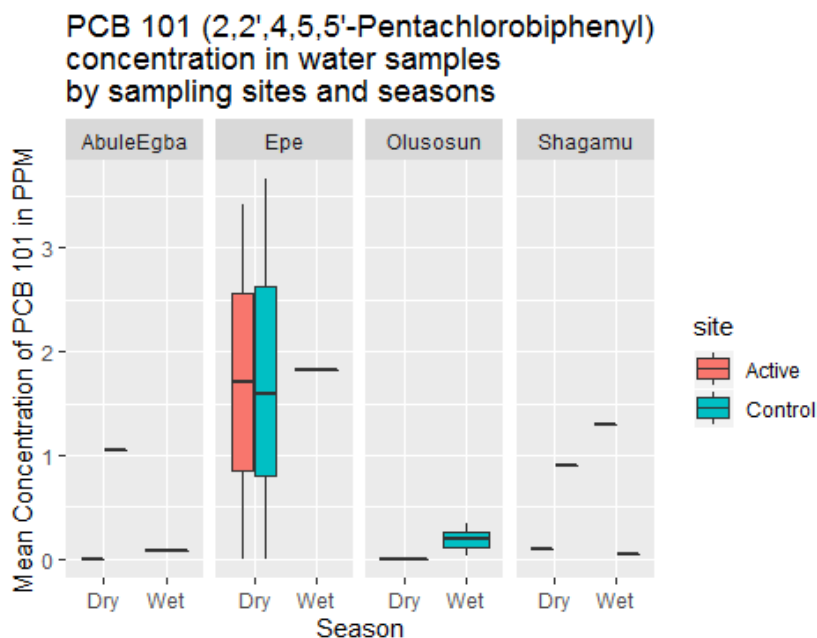 PCB 101 (2,2',4,5,5'-Pentachlorobiphenyl)
concentration in water samples
by sampling sites and seasons
AbuleEgba
Epe
Olusosun
Shagamu
Mean Concentration of PCB 101 in PPM
3
2
1
0
Dry Wet Dry Wet Dry Wet Dry Wet
Season
site
Active
Control